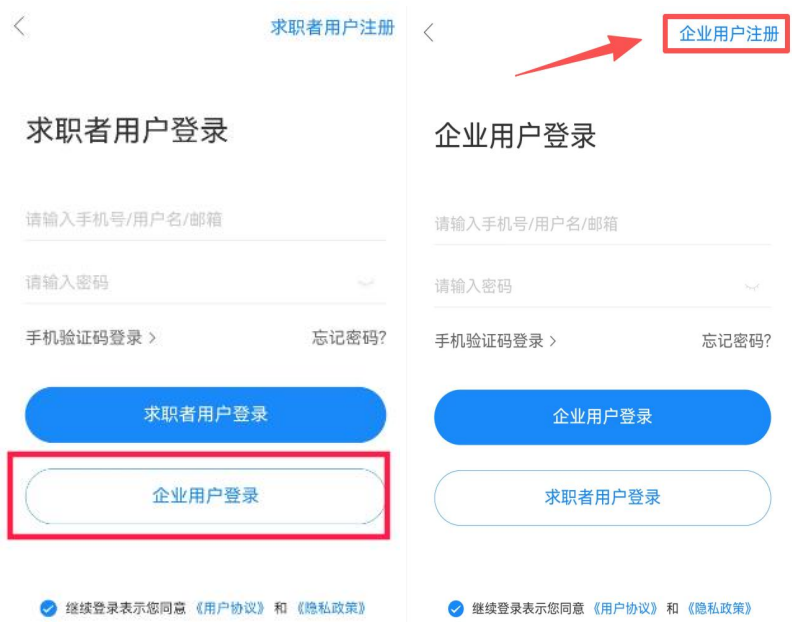 求职者用户注册
求职者用户登录
请输入手机号/用户名/邮箱
请输入密码
手机验证码登录 >
忘记密码?
求职者用户登录
企业用户登录
继续登录表示您同意《用户协议》和《隐私政策》
企业用户注册
企业用户登录
请输入手机号/用户名/邮箱
请输入密码
手机验证码登录 >
忘记密码?
企业用户登录
求职者用户登录
继续登录表示您同意《用户协议》和《隐私政策》